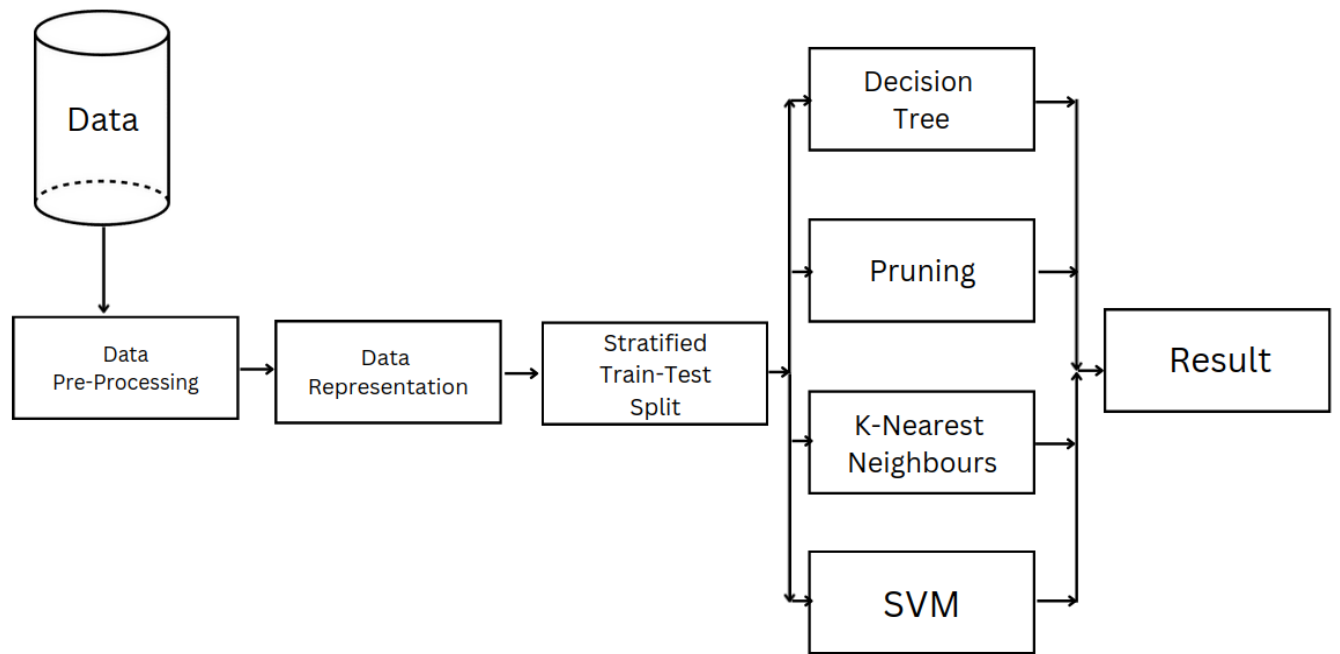 Data
Data
Pre-Processing
Data
Representation
Stratified
Train-Test
Split
Decision
Tree
Pruning
K-Nearest
Neighbours
SVM
Result